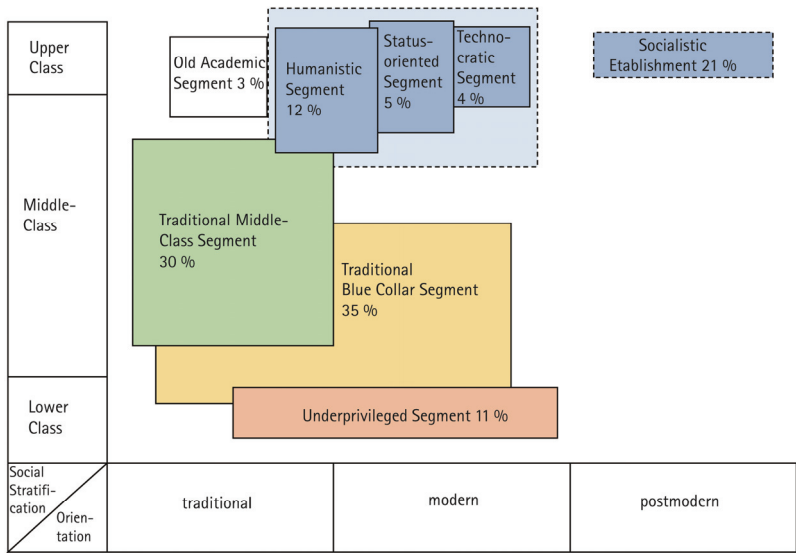 Upper
Class
Old Academic
Segment 3 %
Humanistic
Segment
12 %
Status-
oriented
Segment
5 %
Techno-
cratic
Segment
4 %
Socialistic
Etablishment 21 %
Middle-
Class
Traditional Middle-
Class Segment
30 %
Traditional
Blue Collar Segment
35 %
Lower
Class
Underprivileged Segment 11 %
Social
Stratifi-
cation
Orien-
tation
traditional
modern
postmodern